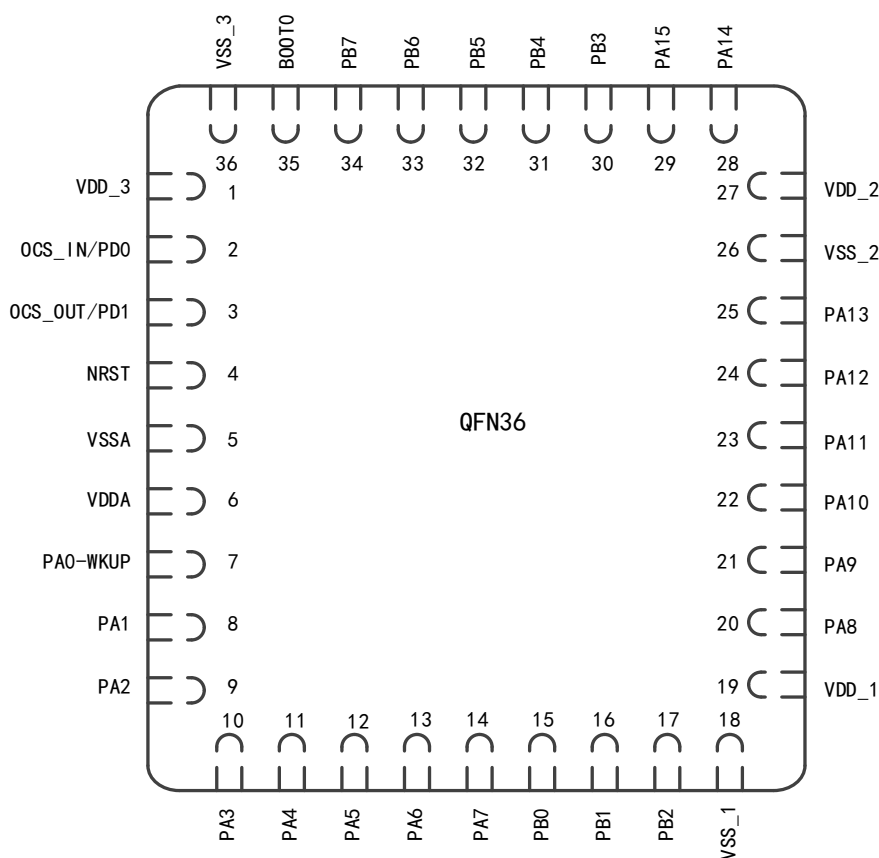 VSS_3
BOOT0
PB7
PB6
PB5
PB4
PB3
PA15
PA14
36
35
34
33
32
31
30
29
28
VDD_3
1
27
VDD_2
OCS_IN/PD0
2
26
VSS_2
OCS_OUT/PD1
3
25
PA13
NRST
4
24
PA12
QFN36
VSSA
5
23
PA11
VDDA
6
22
PA10
PA0-WKUP
7
21
PA9
PA1
8
20
PA8
PA2
9
19
VDD_1
10
11
12
13
14
15
16
17
18
PA3
PA4
PA5
PA6
PA7
PB0
PB1
PB2
VSS_1